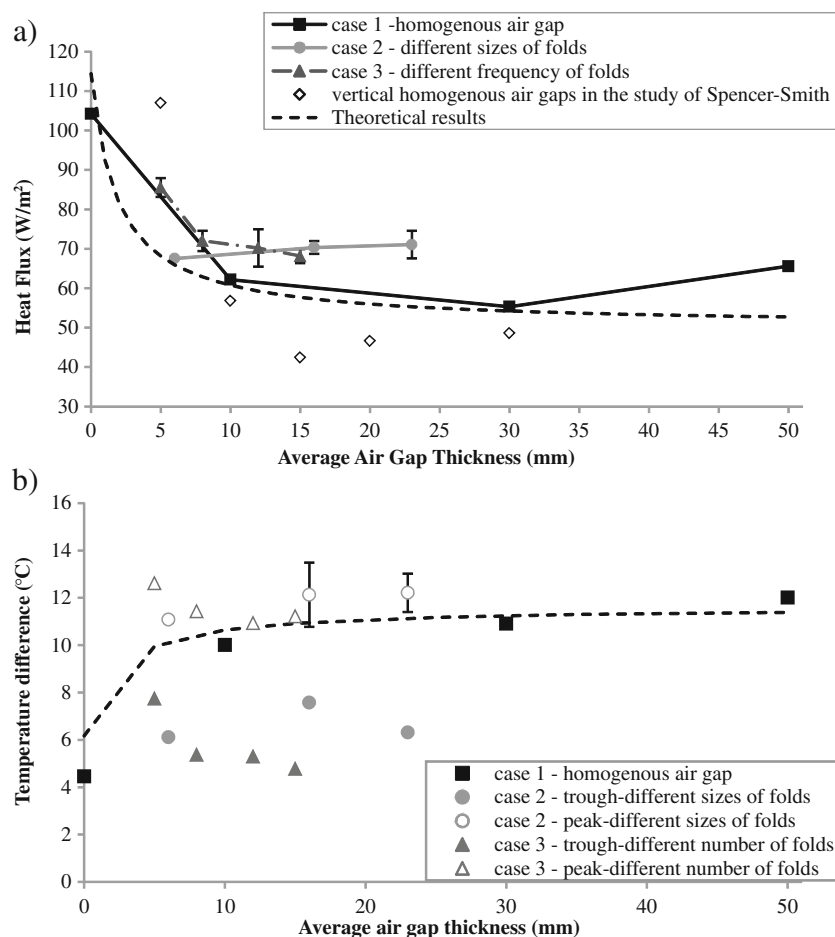 a)
case 1 -homogenous air gap
case 2 - different sizes of folds
case 3 - different frequency of folds
vertical homogenous air gaps in the study of Spencer-Smith
Theoretical results
120
110
100
90
80
70
60
50
40
30
Heat Flux (W/m²)
0 5 10 15 20 25 30 35 40 45 50
Average Air Gap Thickness (mm)
b)
16
14
12
10
8
6
4
2
0
Temperature difference (°C)
case 1 - homogenous air gap
case 2 - trough-different sizes of folds
case 2 - peak-different sizes of folds
case 3 - trough-different number of folds
case 3 - peak-different number of folds
0 10 20 30 40 50
Average air gap thickness (mm)